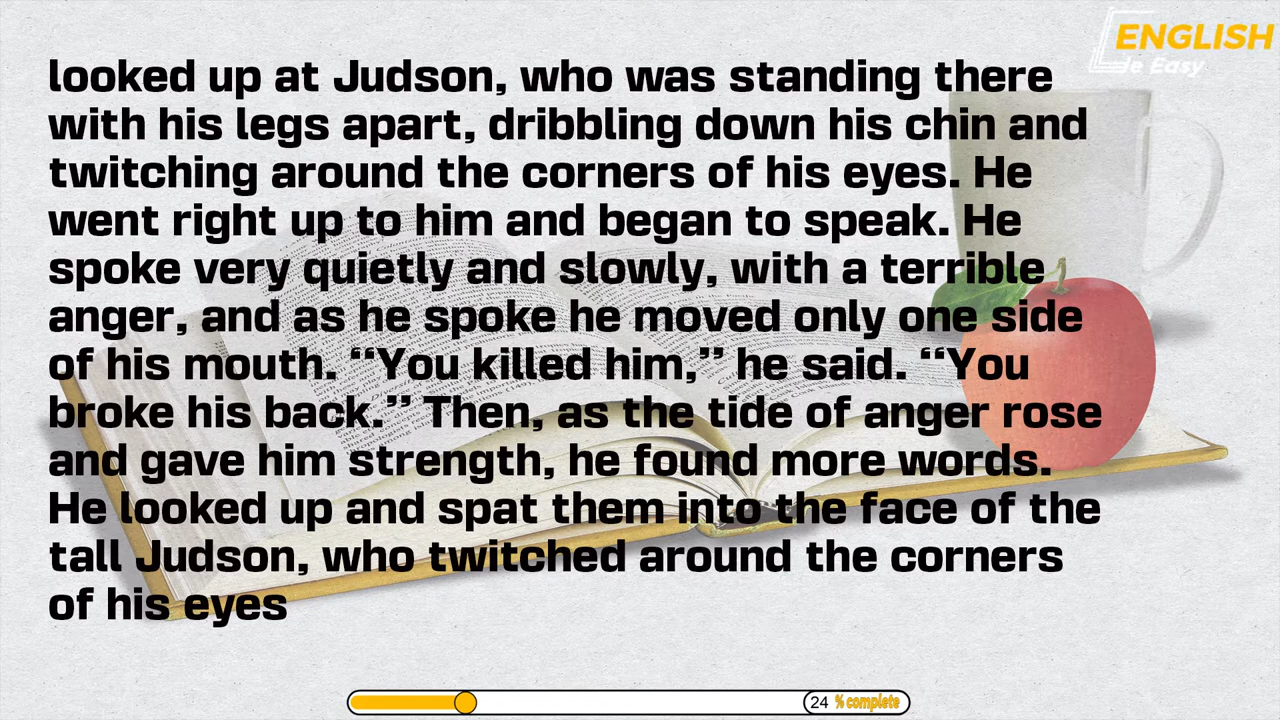 ENGLISH
de Easy
looked up at Judson, who was standing there
with his legs apart, dribbling down his chin and
twitching around the corners of his eyes. He
went right up to him and began to speak. He
spoke very quietly and slowly, with a terrible
anger, and as he spoke he moved only one side
of his mouth. “You killed him,” he said. “You
broke his back.” Then, as the tide of anger rose
and gave him strength, he found more words.
He looked up and spat them into the face of the
tall Judson, who twitched around the corners
of his eyes
24 % complete